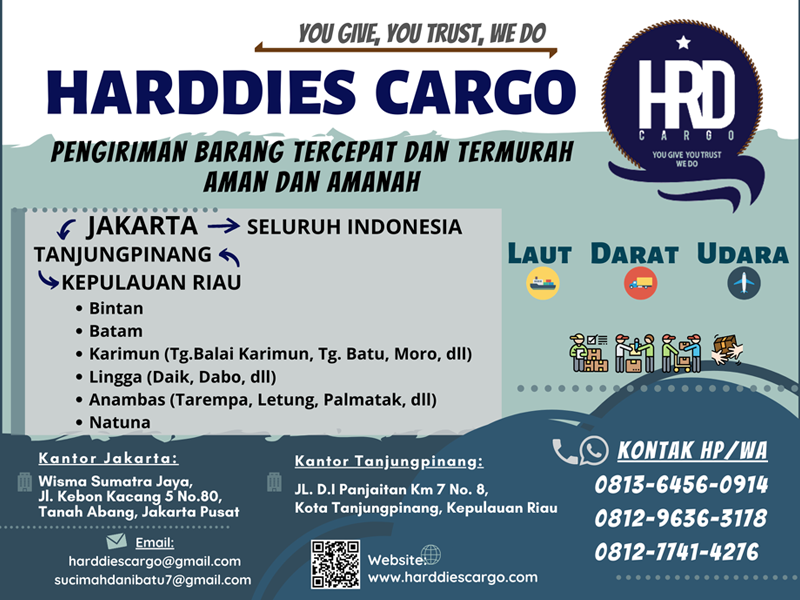 YOU GIVE, YOU TRUST, WE DO
HARDDIES CARGO
HRD
CARGO
YOU GIVE YOU TRUST
WE DO
PENGIRIMAN BARANG TERCEPAT DAN TERMURAH
AMAN DAN AMANAH
JAKARTA → SELURUH INDONESIA
TANJUNGPINANG
KEPULAUAN RIAU
• Bintan
• Batam
• Karimun (Tg.Balai Karimun, Tg. Batu, Moro, dll)
• Lingga (Daik, Dabo, dll)
• Anambas (Tarempa, Letung, Palmatak, dll)
• Natuna
LAUT DARAT UDARA
Kantor Jakarta:
Wisma Sumatra Jaya,
Jl. Kebon Kacang 5 No.80,
Tanah Abang, Jakarta Pusat
Kantor Tanjungpinang:
JL. D.I Panjaitan Km 7 No. 8,
Kota Tanjungpinang, Kepulauan Riau
KONTAK HP/WA
0813-6456-0914
0812-9636-3178
0812-7741-4276
Email:
harddiescargo@gmail.com
sucimahdanibatu7@gmail.com
Website:
www.harddiescargo.com